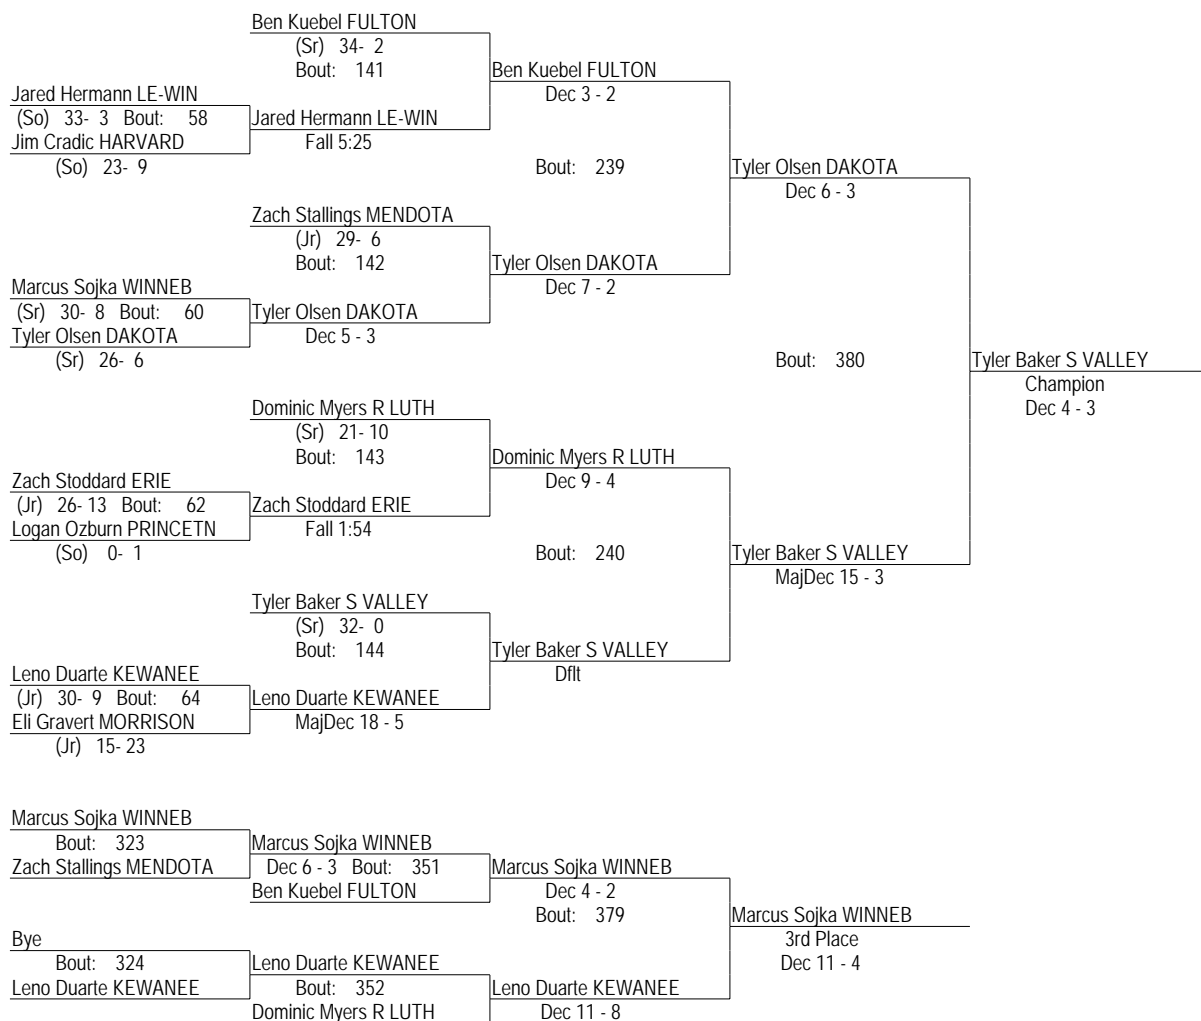 Ben Kuebel FULTON
(Sr) 34- 2
Bout: 141
Ben Kuebel FULTON
Dec 3 - 2
Jared Hermann LE-WIN
(So) 33- 3 Bout: 58
Jared Hermann LE-WIN
Jim Cradic HARVARD
Fall 5:25
(So) 23- 9
Bout: 239
Tyler Olsen DAKOTA
Dec 6 - 3
Zach Stallings MENDOTA
(Jr) 29- 6
Bout: 142
Tyler Olsen DAKOTA
Dec 7 - 2
Marcus Sojka WINNEB
(Sr) 30- 8 Bout: 60
Tyler Olsen DAKOTA
Tyler Olsen DAKOTA
Dec 5 - 3
(Sr) 26- 6
Bout: 380
Tyler Baker S VALLEY
Champion
Dec 4 - 3
Dominic Myers R LUTH
(Sr) 21- 10
Bout: 143
Dominic Myers R LUTH
Dec 9 - 4
Zach Stoddard ERIE
(Jr) 26- 13 Bout: 62
Zach Stoddard ERIE
Logan Ozburn PRINCETN
Fall 1:54
(So) 0- 1
Bout: 240
Tyler Baker S VALLEY
MajDec 15 - 3
Tyler Baker S VALLEY
(Sr) 32- 0
Bout: 144
Tyler Baker S VALLEY
Dflt
Leno Duarte KEWANEE
(Jr) 30- 9 Bout: 64
Leno Duarte KEWANEE
Eli Gravert MORRISON
MajDec 18 - 5
(Jr) 15- 23
Marcus Sojka WINNEB
Bout: 323
Marcus Sojka WINNEB
Zach Stallings MENDOTA
Dec 6 - 3 Bout: 351
Marcus Sojka WINNEB
Ben Kuebel FULTON
Dec 4 - 2
Bout: 379
Marcus Sojka WINNEB
3rd Place
Dec 11 - 4
Bye
Bout: 324
Leno Duarte KEWANEE
Leno Duarte KEWANEE
Bout: 352
Leno Duarte KEWANEE
Dominic Myers R LUTH
Dec 11 - 8